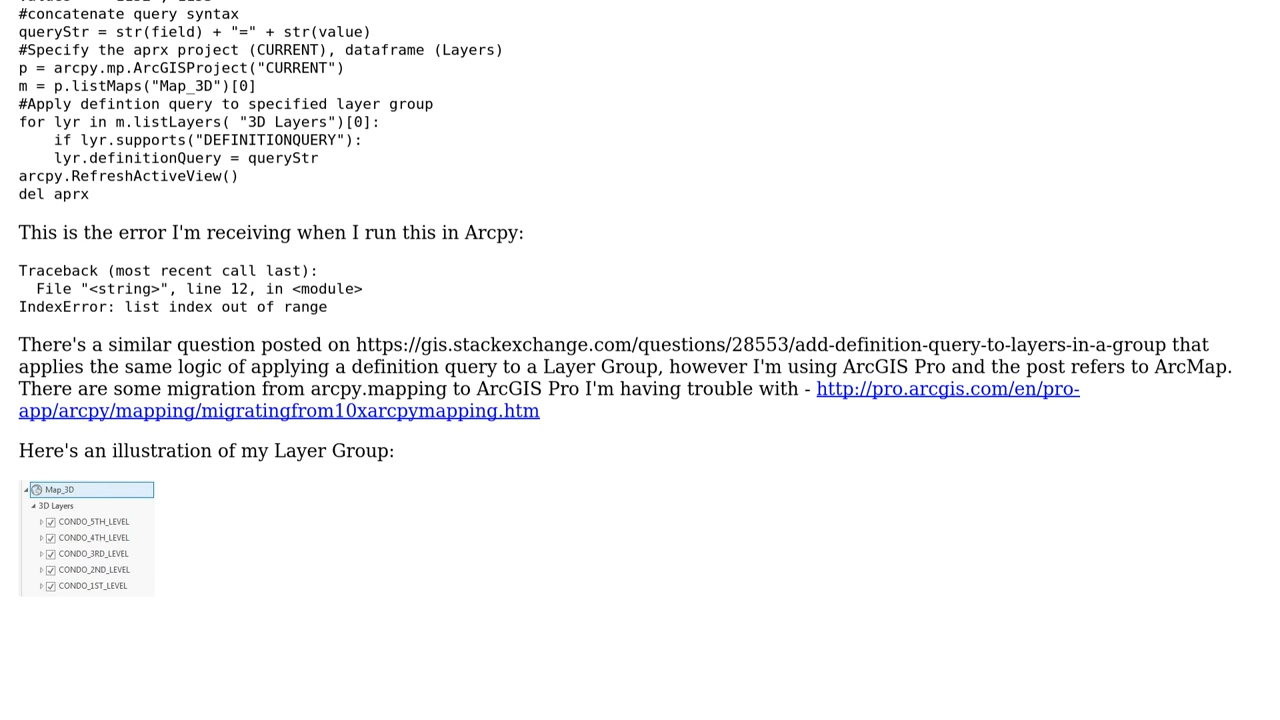 #concatenate query syntax
queryStr = str(field) + "=" + str(value)
#Specify the aprx project (CURRENT), dataframe (Layers)
p = arcpy.mp.ArcGISProject("CURRENT")
m = p.listMaps("Map_3D")[0]
#Apply defintion query to specified layer group
for lyr in m.listLayers( "3D Layers")[0]:
    if lyr.supports("DEFINITIONQUERY"):
    lyr.definitionQuery = queryStr
arcpy.RefreshActiveView()
del aprx
This is the error I'm receiving when I run this in Arcpy:
Traceback (most recent call last):
  File "<string>", line 12, in <module>
IndexError: list index out of range
There's a similar question posted on https://gis.stackexchange.com/questions/28553/add-definition-query-to-layers-in-a-group that
applies the same logic of applying a definition query to a Layer Group, however I'm using ArcGIS Pro and the post refers to ArcMap.
There are some migration from arcpy.mapping to ArcGIS Pro I'm having trouble with - http://pro.arcgis.com/en/pro-
app/arcpy/mapping/migratingfrom10xarcpymapping.htm
Here's an illustration of my Layer Group:
Map_3D
3D Layers
CONDO_5TH_LEVEL
CONDO_4TH_LEVEL
CONDO_3RD_LEVEL
CONDO_2ND_LEVEL
CONDO_1ST_LEVEL